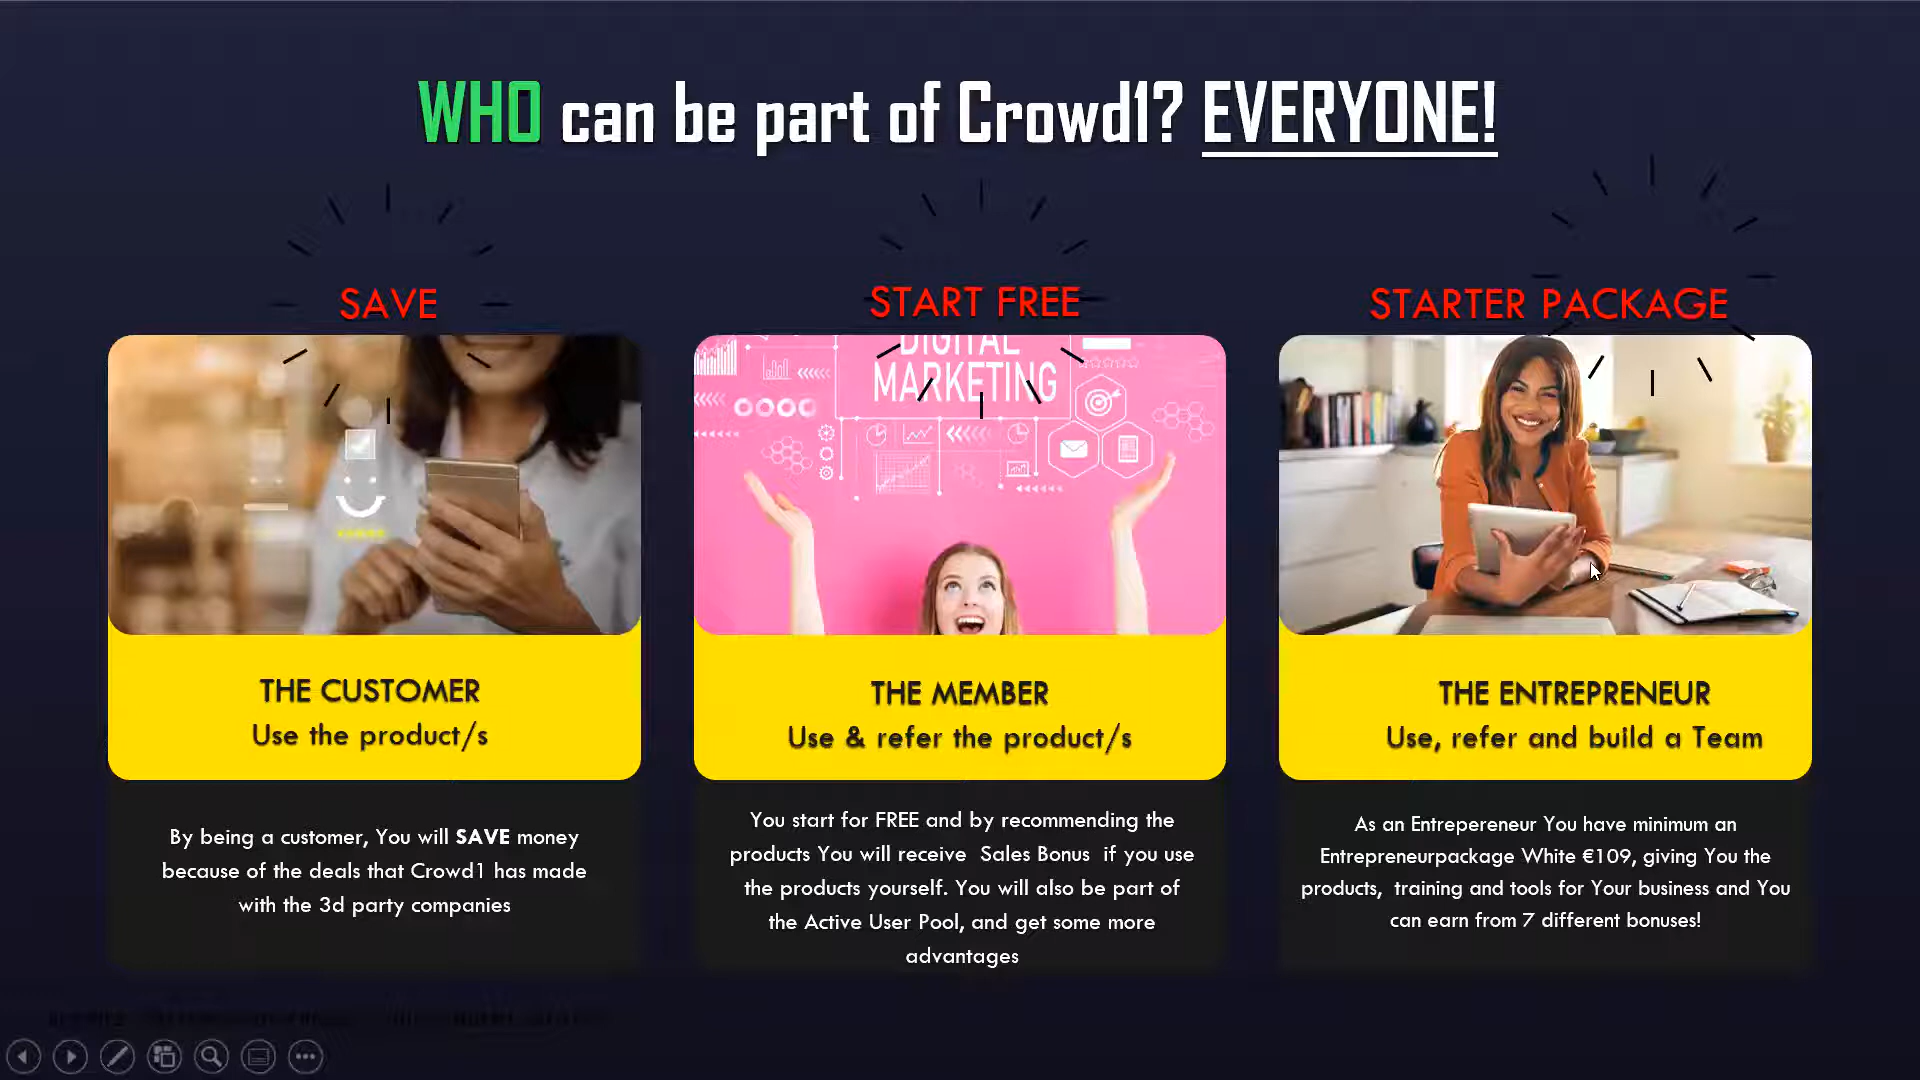 WHO can be part of Crowd1? EVERYONE!
SAVE
START FREE
STARTER PACKAGE
DIGITAL
MARKETING
THE CUSTOMER
Use the product/s
THE MEMBER
Use & refer the product/s
THE ENTREPRENEUR
Use, refer and build a Team
By being a customer, You will SAVE money
because of the deals that Crowd1 has made
with the 3d party companies
You start for FREE and by recommending the
products You will receive Sales Bonus if you use
the products yourself. You will also be part of
the Active User Pool, and get some more
advantages
As an Entrepereneur You have minimum an
Entrepreneurpackage White €109, giving You the
products, training and tools for Your business and You
can earn from 7 different bonuses!